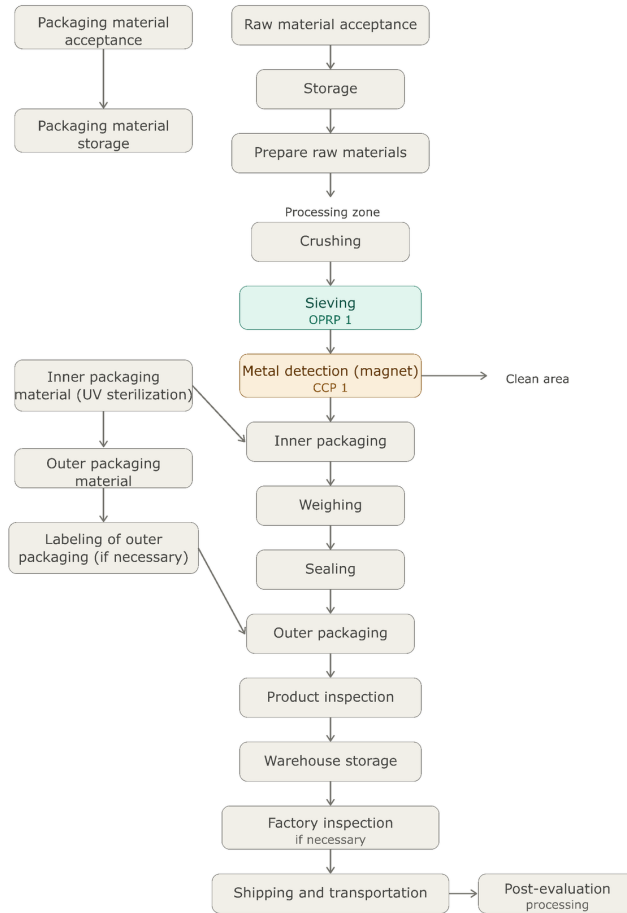 Packaging material
acceptance
Raw material acceptance
Storage
Packaging material
storage
Prepare raw materials
Processing zone
Crushing
Sieving
OPRP 1
Metal detection (magnet)
CCP 1
Clean area
Inner packaging
material (UV sterilization)
Inner packaging
Outer packaging
material
Weighing
Labeling of outer
packaging (if necessary)
Sealing
Outer packaging
Product inspection
Warehouse storage
Factory inspection
if necessary
Shipping and transportation
Post-evaluation
processing